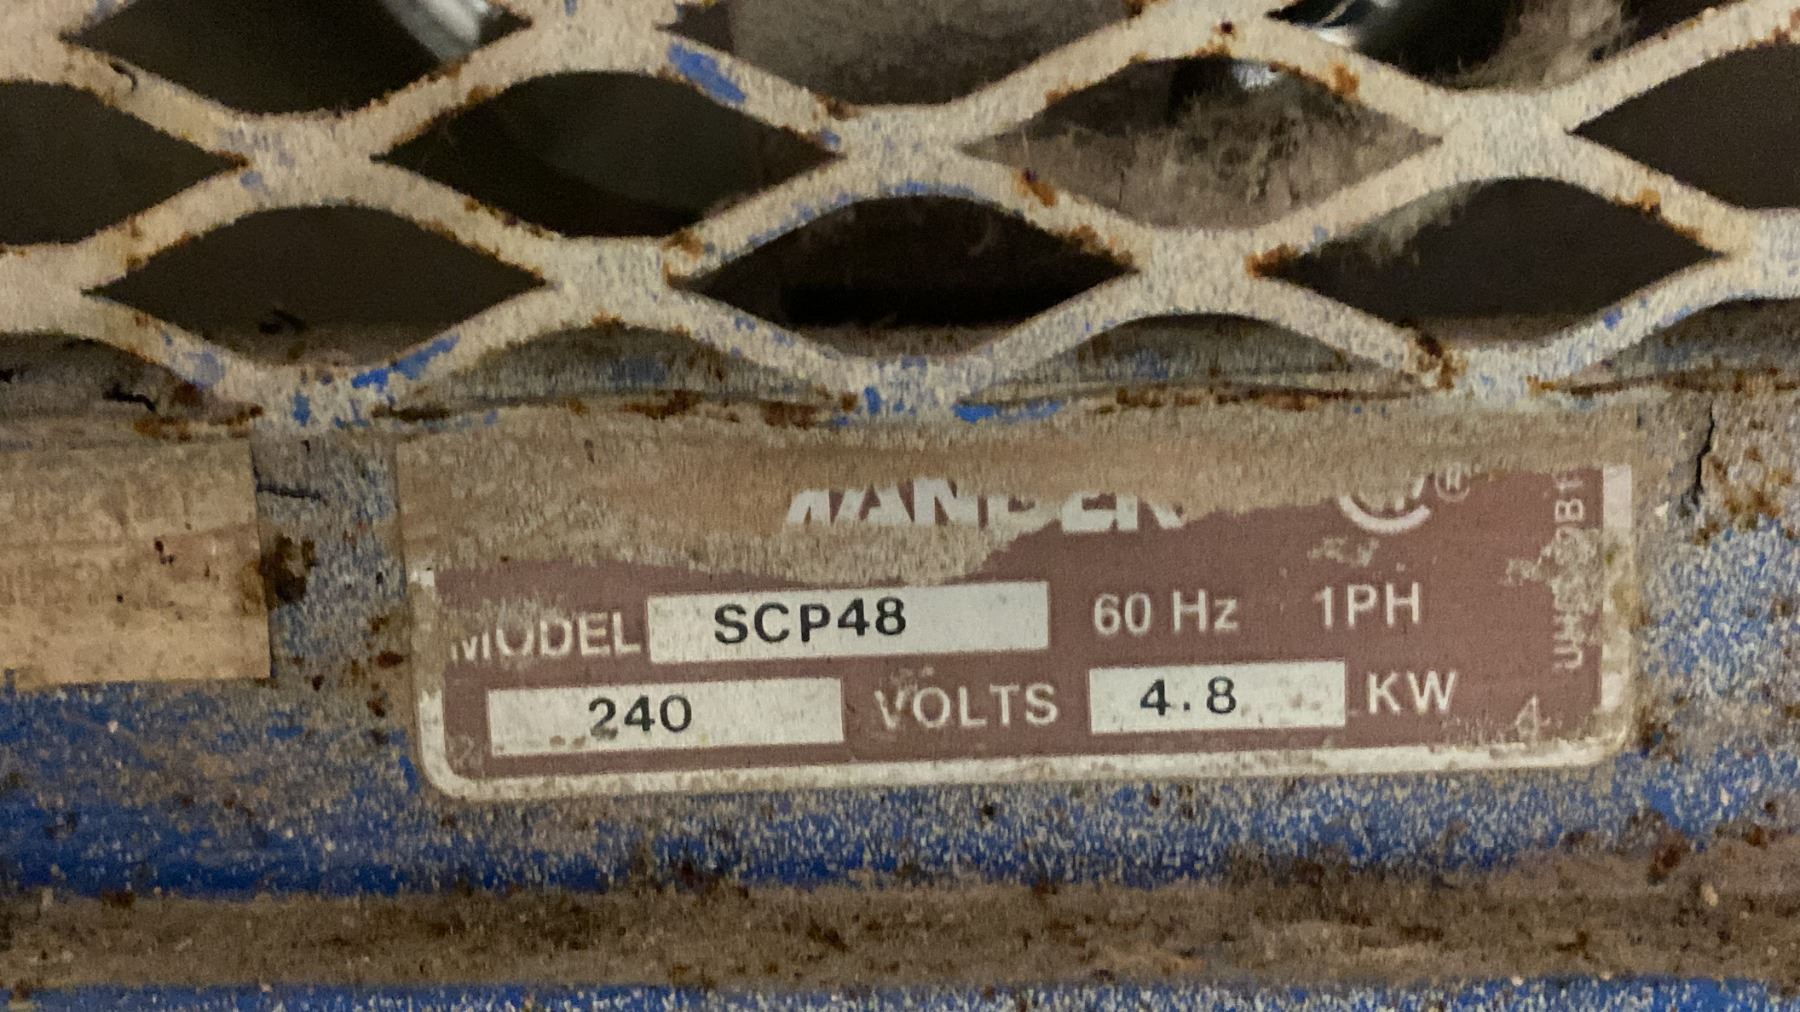 MODEL SCP48 60 Hz 1PH
240 VOLTS 4.8 KW